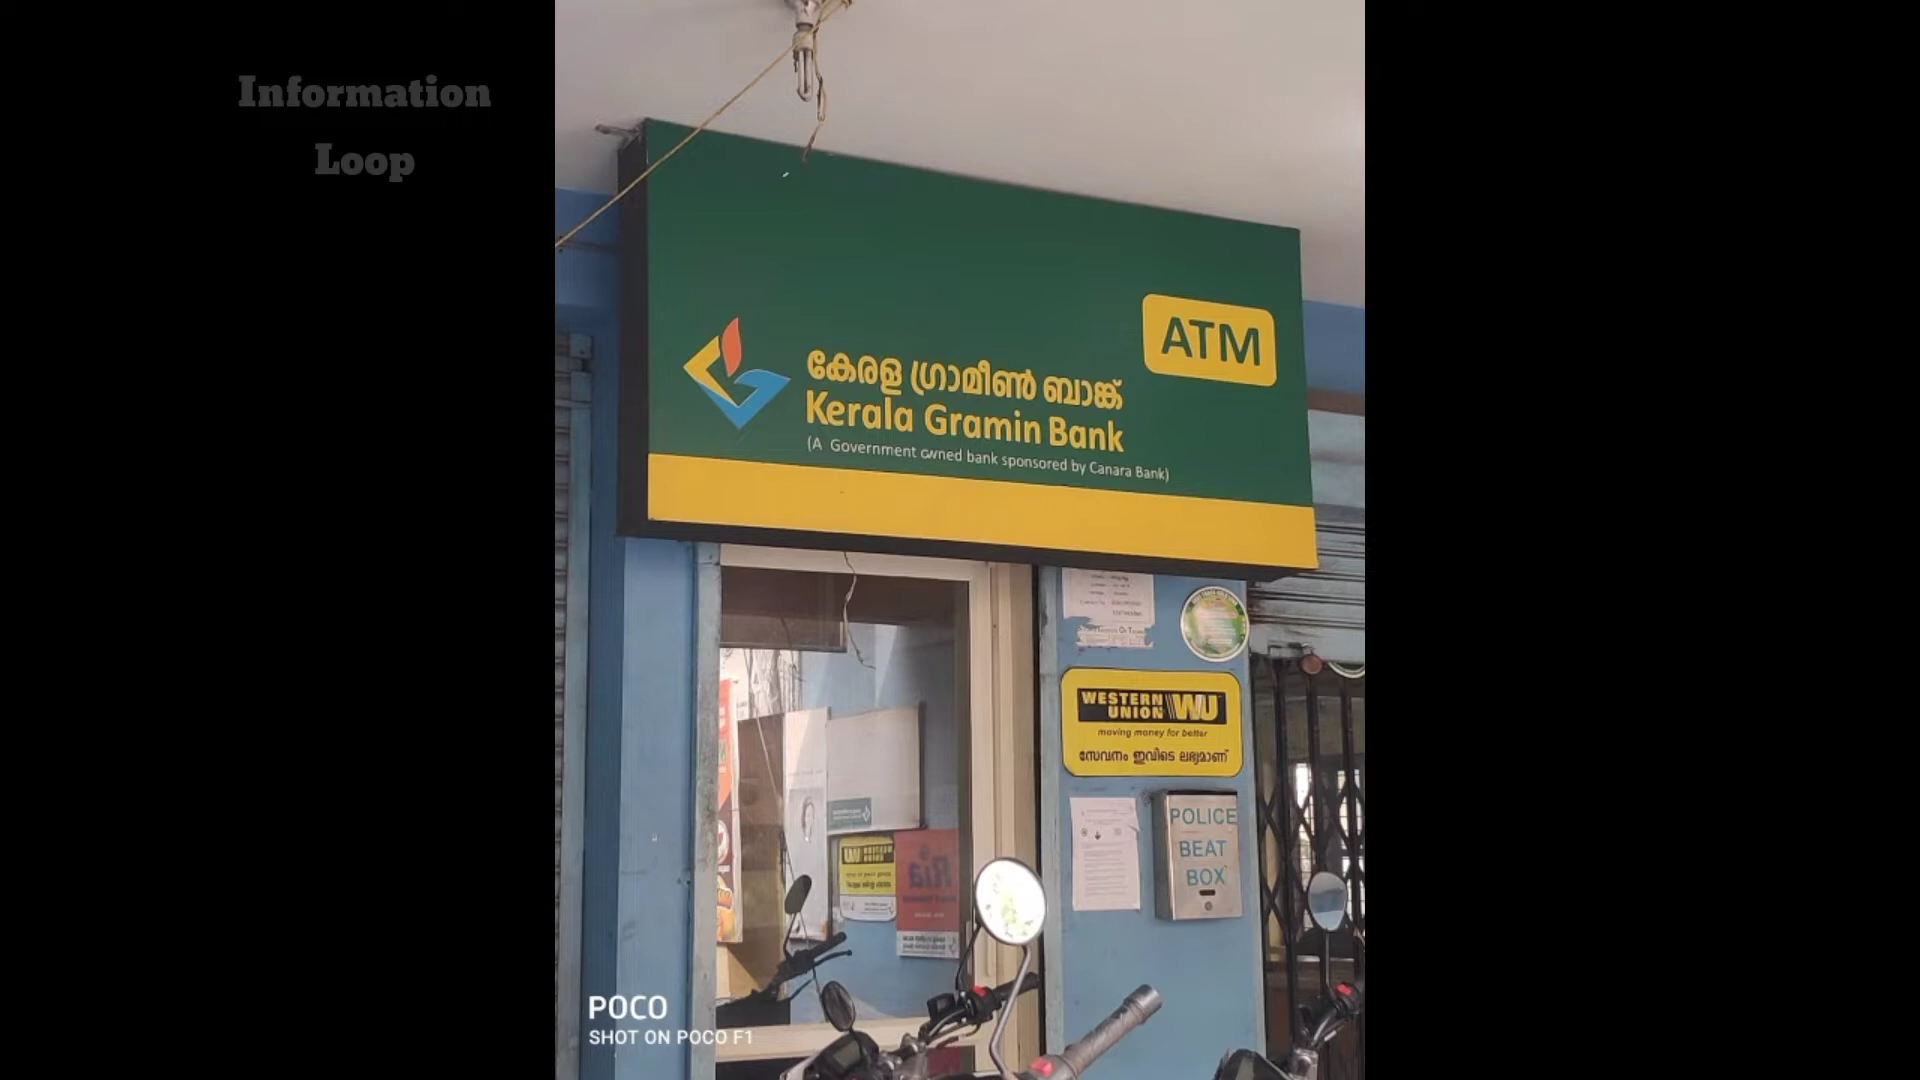 Information
Loop
ATM
കേരള ഗ്രാമീൺ ബാങ്ക്
Kerala Gramin Bank
(A Government owned bank sponsored by Canara Bank)
WESTERN
UNION WU
moving money for better
സേവനം ഇവിടെ ലഭ്യമാണ്
POLICE
BEAT
BOX
Ria
POCO
SHOT ON POCO F1